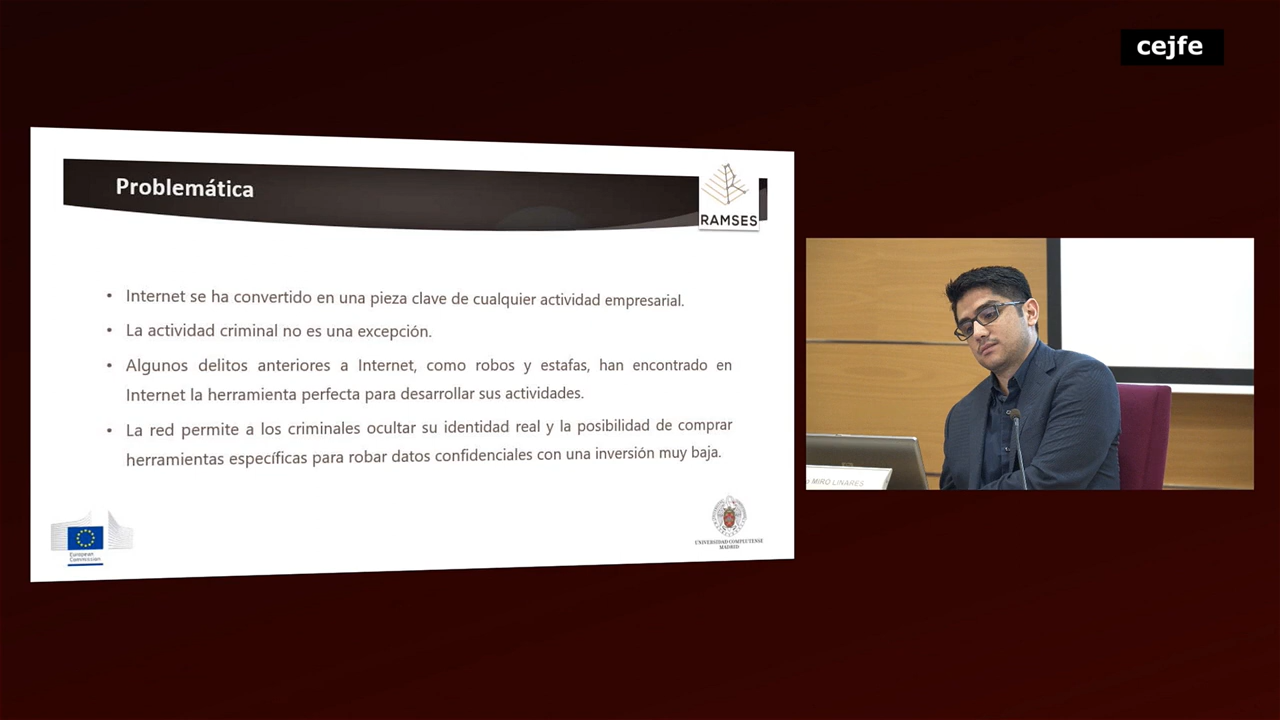 cejfe
Problemática
RAMSES
• Internet se ha convertido en una pieza clave de cualquier actividad empresarial.
• La actividad criminal no es una excepción.
• Algunos delitos anteriores a Internet, como robos y estafas, han encontrado en
Internet la herramienta perfecta para desarrollar sus actividades.
• La red permite a los criminales ocultar su identidad real y la posibilidad de comprar
herramientas específicas para robar datos confidenciales con una inversión muy baja.
European
Commission
UNIVERSIDAD COMPLUTENSE
MADRID
MIRÓ LINARES